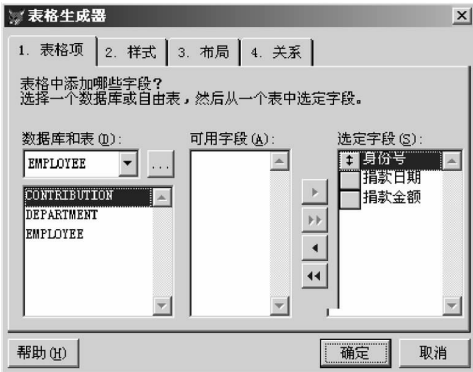 表格生成器
1. 表格项 2. 样式 3. 布局 4. 关系
表格中添加哪些字段?
选择一个数据库或自由表，然后从一个表中选定字段。
数据库和表(D): 可用字段(A): 选定字段(S):
EMPLOYEE ...
CONTRIBUTION
DEPARTMENT
EMPLOYEE
身份号
捐款日期
捐款金额
帮助(H) 确定 取消